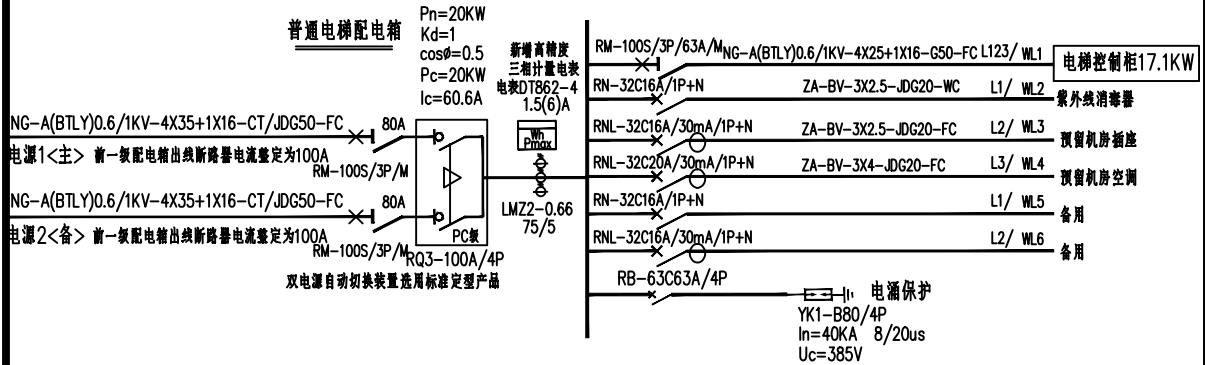 普通电梯配电箱
Pn=20KW
Kd=1
cosø=0.5
Pc=20KW
Ic=60.6A
新增高精度
三相计量电表
电表DT862-4
1.5(6)A
Wh
Pmax
LMZ2-0.66
75/5
NG-A(BTLY)0.6/1KV-4X35+1X16-CT/JDG50-FC
80A
电源1<主> 前一级配电箱出线断路器电流整定为100A
RM-100S/3P/M
NG-A(BTLY)0.6/1KV-4X35+1X16-CT/JDG50-FC
80A
电源2<备> 前一级配电箱出线断路器电流整定为100A
RM-100S/3P/M
PC级
RQ3-100A/4P
双电源自动切换装置选用标准定型产品
RM-100S/3P/63A/M
NG-A(BTLY)0.6/1KV-4X25+1X16-G50-FC
L123/ WL1
电梯控制柜17.1KW
RN-32C16A/1P+N
ZA-BV-3X2.5-JDG20-WC
L1/ WL2
紫外线消毒器
RNL-32C16A/30mA/1P+N
ZA-BV-3X2.5-JDG20-FC
L2/ WL3
预留机房插座
RNL-32C20A/30mA/1P+N
ZA-BV-3X4-JDG20-FC
L3/ WL4
预留机房空调
RN-32C16A/1P+N
L1/ WL5
备用
RNL-32C16A/30mA/1P+N
L2/ WL6
备用
RB-63C63A/4P
电涌保护
YK1-B80/4P
In=40KA 8/20us
Uc=385V